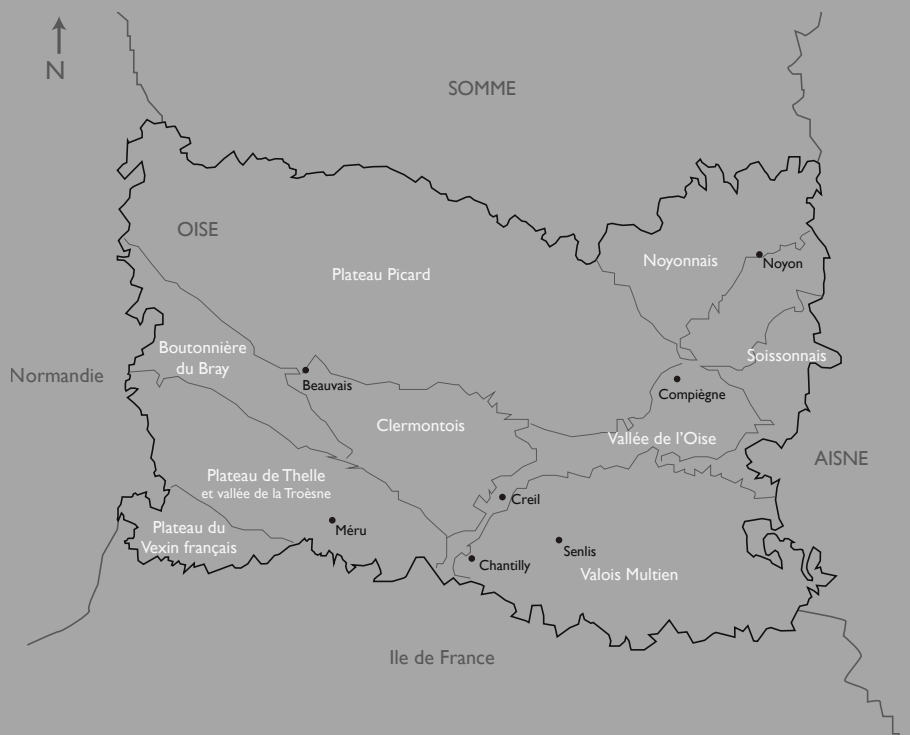 N
SOMME
OISE
Plateau Picard
Noyonnais
Noyon
Boutonnière
du Bray
Normandie
Beauvais
Soissonnais
Compiègne
Clermontois
Vallée de l'Oise
AISNE
Plateau de Thelle
et vallée de la Troèsne
Creil
Plateau du
Vexin français
Méru
Senlis
Chantilly
Valois Multien
Ile de France